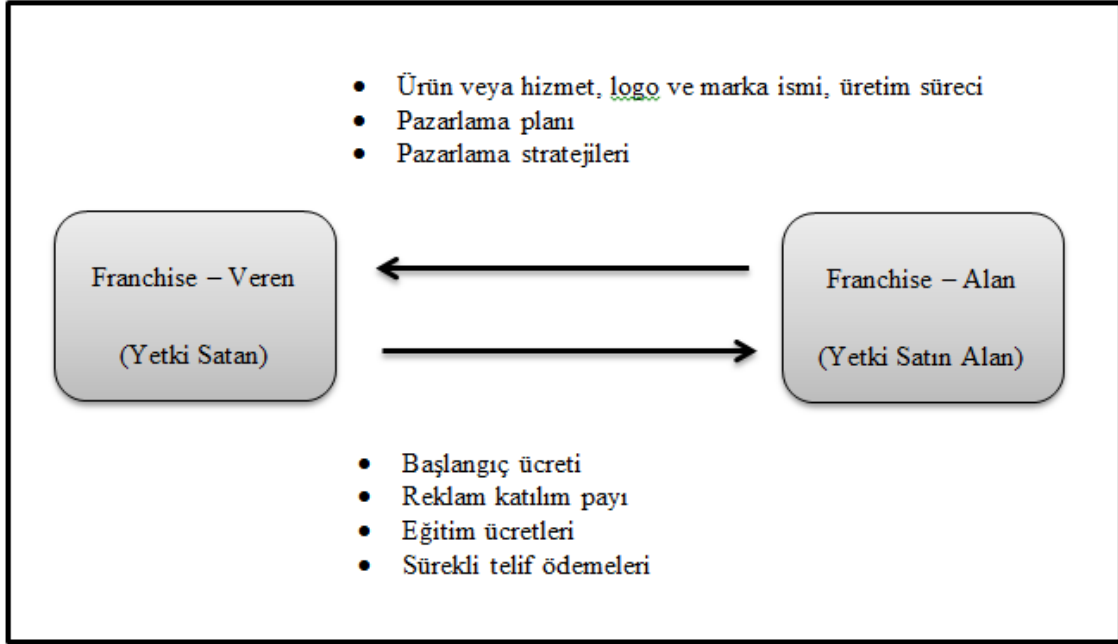 • Ürün veya hizmet, logo ve marka ismi, üretim süreci
• Pazarlama planı
• Pazarlama stratejileri
Franchise – Veren
(Yetki Satan)
Franchise – Alan
(Yetki Satın Alan)
• Başlangıç ücreti
• Reklam katılım payı
• Eğitim ücretleri
• Sürekli telif ödemeleri